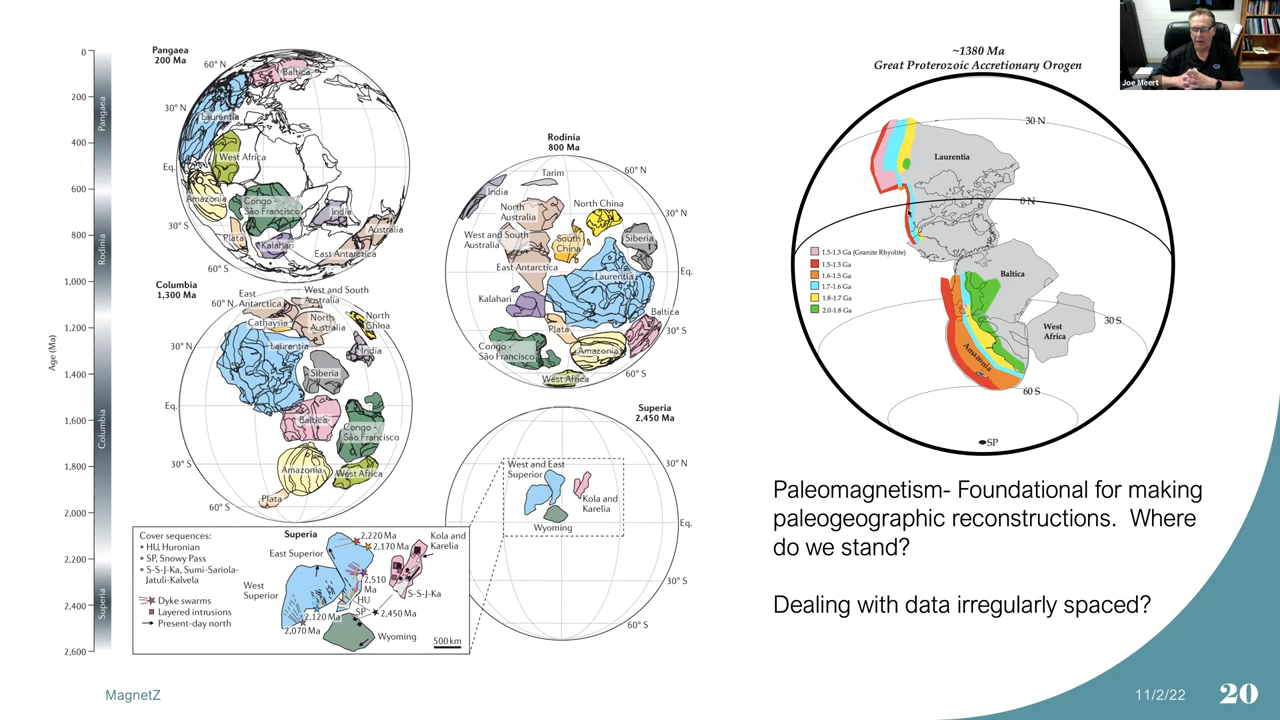 Pangaea
200 Ma
60° N
Baltica
30° N
Laurentia
West Africa
Eq.
Amazonia
Congo -
São Francisco
India
30° S
Plata
Kalahari
Australia
East Antarctica
60° S
Rodinia
800 Ma
60° N
Tarim
India
North
Australia
North China
30° N
West and South
Australia
South
China
Siberia
East Antarctica
Laurentia
Eq.
Kalahari
Baltica
Plata
30° S
Congo -
São Francisco
Amazonia
West Africa
60° S
Columbia
1,300 Ma
East
Antarctica
West and South
Australia
60° N
Cathaysia
North
Australia
North
China
30° N
Laurentia
India
Siberia
Eq.
Baltica
Congo -
São Francisco
30° S
Amazonia
West Africa
Plata
60° S
Superia
2,450 Ma
West and East
Superior
30° N
Kola and
Karelia
Wyoming
Eq.
30° S
60° S
0
200
400
600
800
1,000
1,200
1,400
1,600
1,800
2,000
2,200
2,400
2,600
Age (Ma)
Pangaea
Rodinia
Columbia
Superia
Cover sequences:
• HU, Huronian
• SP, Snowy Pass
• S-S-J-Ka, Sumi-Sariola-
Jatuli-Kalvela
Dyke swarms
Layered intrusions
Present-day north
Superia
East Superior
West
Superior
2,220 Ma
2,170 Ma
Kola and
Karelia
2,510
Ma
HU
SP
S-S-J-Ka
2,450 Ma
2,120 Ma
2,070 Ma
Wyoming
500 km
~1380 Ma
Great Proterozoic Accretionary Orogen
30 N
Laurentia
0 N
1.5-1.3 Ga (Granite Rhyolite)
1.5-1.3 Ga
1.6-1.5 Ga
1.7-1.6 Ga
1.8-1.7 Ga
2.0-1.8 Ga
Baltica
West
Africa
30 S
Amazonia
60 S
SP
Joe Meert
Paleomagnetism- Foundational for making
paleogeographic reconstructions. Where
do we stand?
Dealing with data irregularly spaced?
MagnetZ
11/2/22
20